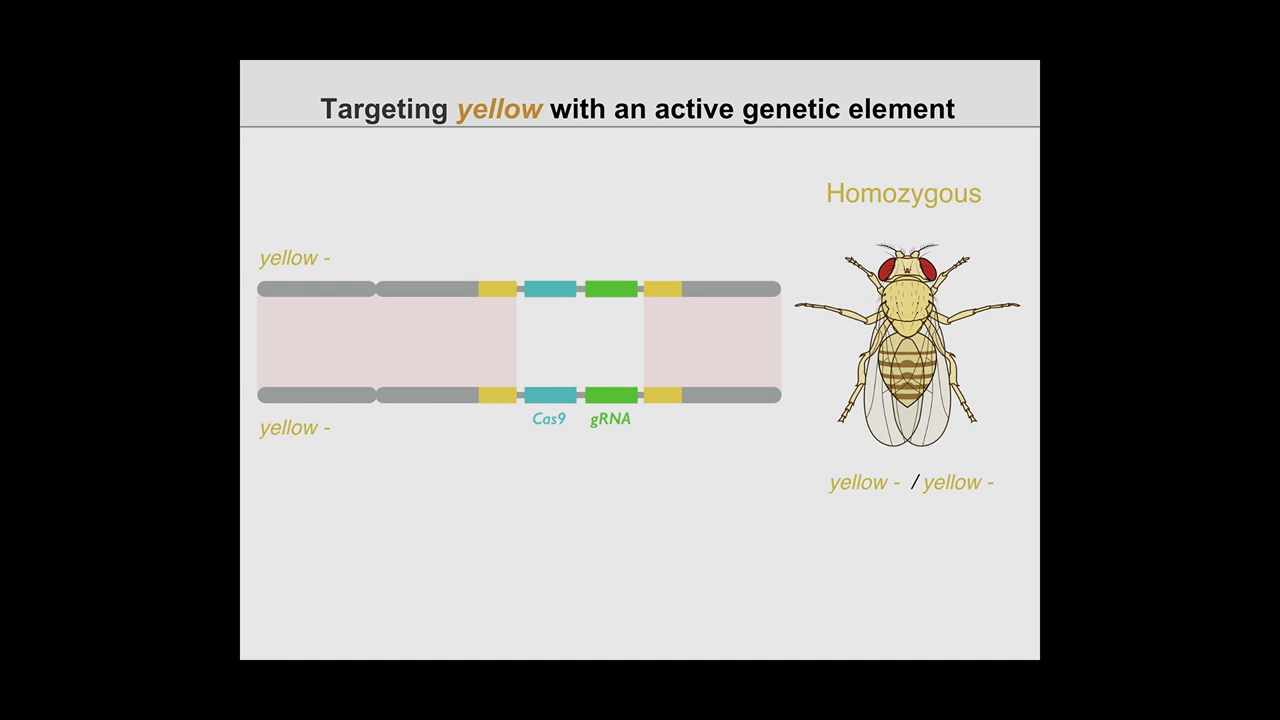 Targeting yellow with an active genetic element
Homozygous
yellow -
yellow -
Cas9 gRNA
yellow - / yellow -